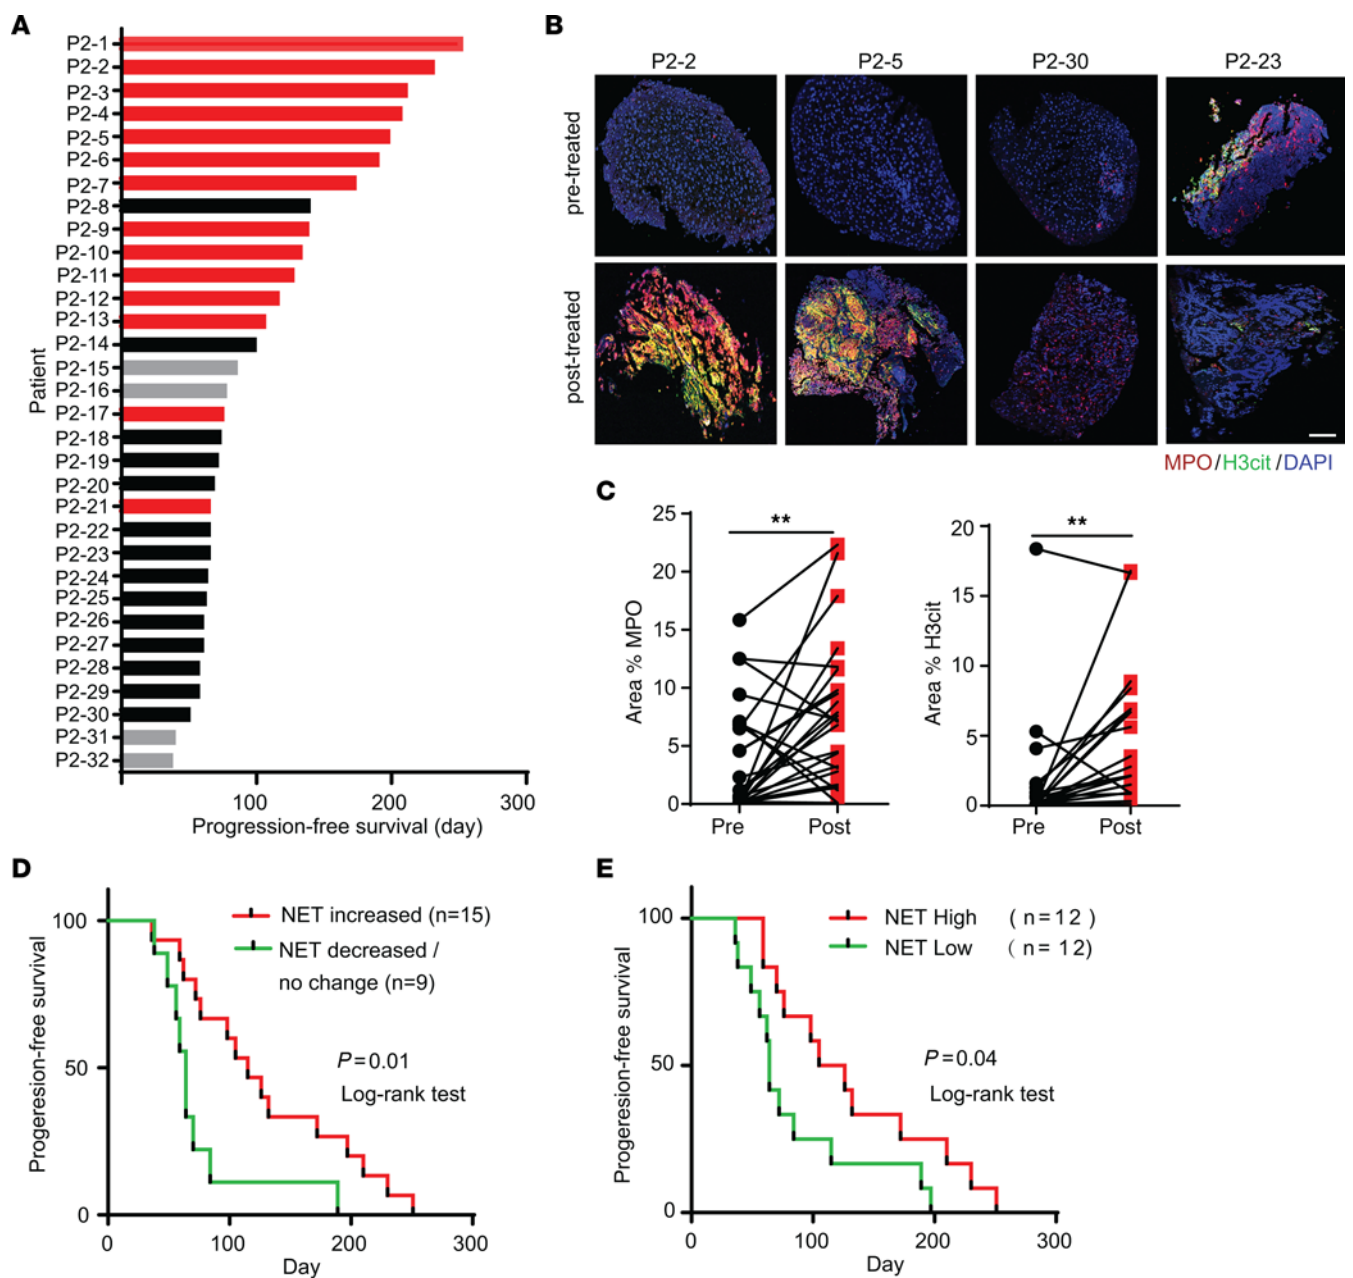 A
P2-1
P2-2
P2-3
P2-4
P2-5
P2-6
P2-7
P2-8
P2-9
P2-10
P2-11
P2-12
P2-13
P2-14
P2-15
P2-16
P2-17
P2-18
P2-19
P2-20
P2-21
P2-22
P2-23
P2-24
P2-25
P2-26
P2-27
P2-28
P2-29
P2-30
P2-31
P2-32
Patient
100
200
300
Progression-free survival (day)
B
P2-2
P2-5
P2-30
P2-23
pre-treated
post-treated
MPO/H3cit/DAPI
C
25
20
15
10
5
0
Area % MPO
**
Pre
Post
20
15
10
5
0
Area % H3cit
**
Pre
Post
D
100
50
0
Progeresion-free survival
NET increased (n=15)
NET decreased /
no change (n=9)
P=0.01
Log-rank test
0
100
200
300
Day
E
100
50
0
Progeresion-free survival
NET High ( n=12 )
NET Low ( n=12)
P=0.04
Log-rank test
0
100
200
300
Day